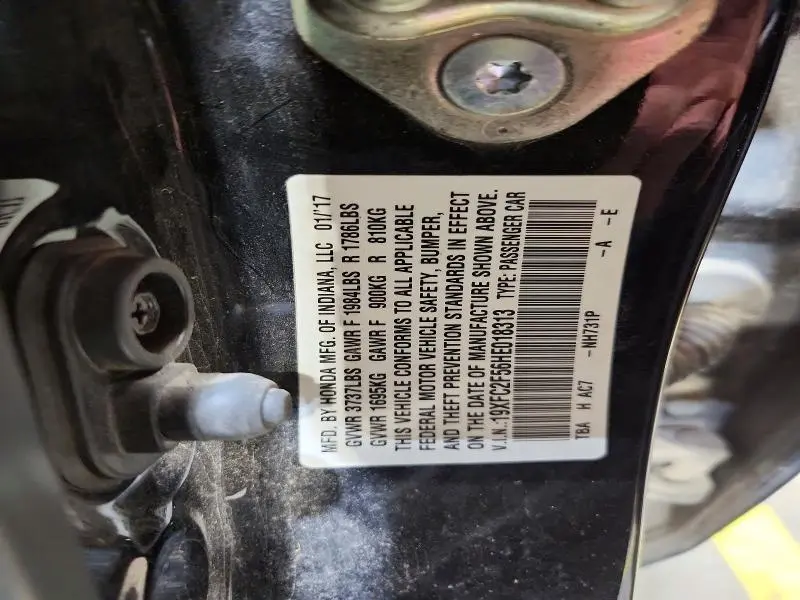 MFD. BY HONDA MFG. OF INDIANA, LLC 01/'17
GVWR 3737LBS GAWR F 1984LBS R 1786LBS
GVWR 1695KG GAWR F 900KG R 810KG
THIS VEHICLE CONFORMS TO ALL APPLICABLE
FEDERAL MOTOR VEHICLE SAFETY, BUMPER,
AND THEFT PREVENTION STANDARDS IN EFFECT
ON THE DATE OF MANUFACTURE SHOWN ABOVE.
V.I.N.:19XFC2F56HE018313 TYPE: PASSENGER CAR
TBA H AC7 -NH731P -A -E